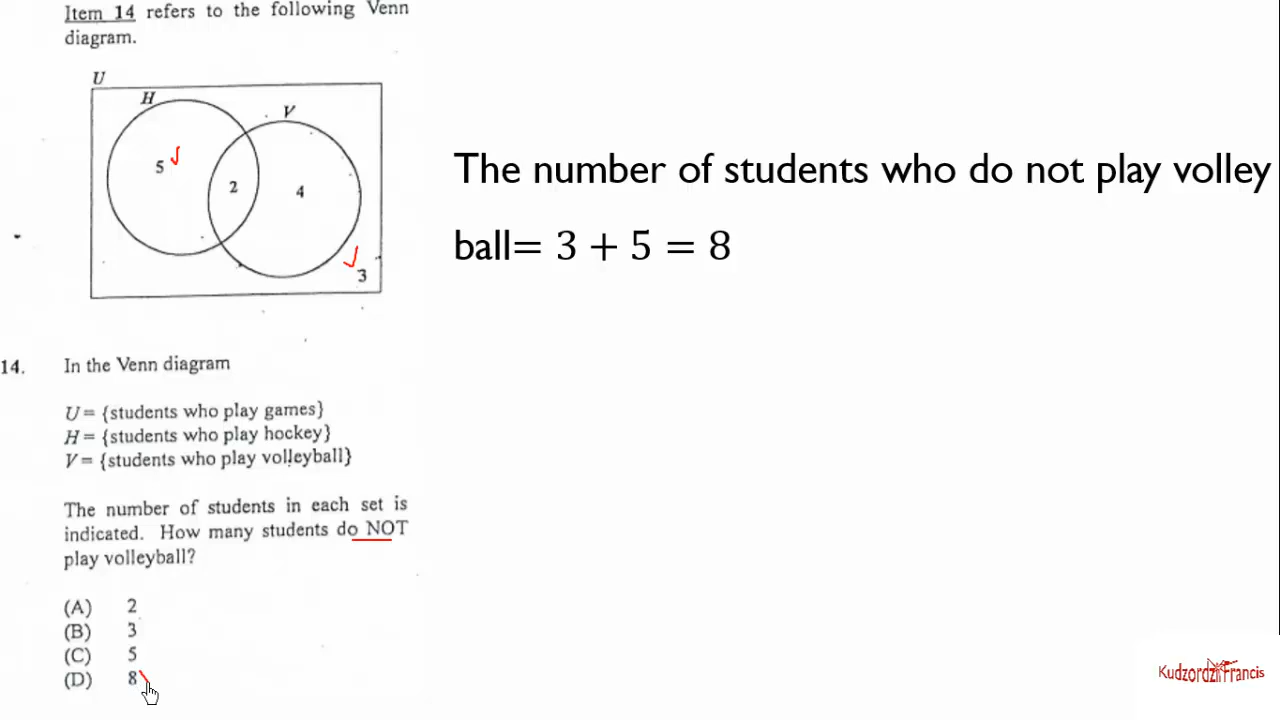 Item 14 refers to the following Venn
diagram.
U
H
V
5
2
4
3
14. In the Venn diagram
U = {students who play games}
H = {students who play hockey}
V = {students who play volleyball}
The number of students in each set is
indicated. How many students do NOT
play volleyball?
(A) 2
(B) 3
(C) 5
(D) 8
The number of students who do not play volley
ball= 3 + 5 = 8
Kudzordzi Francis